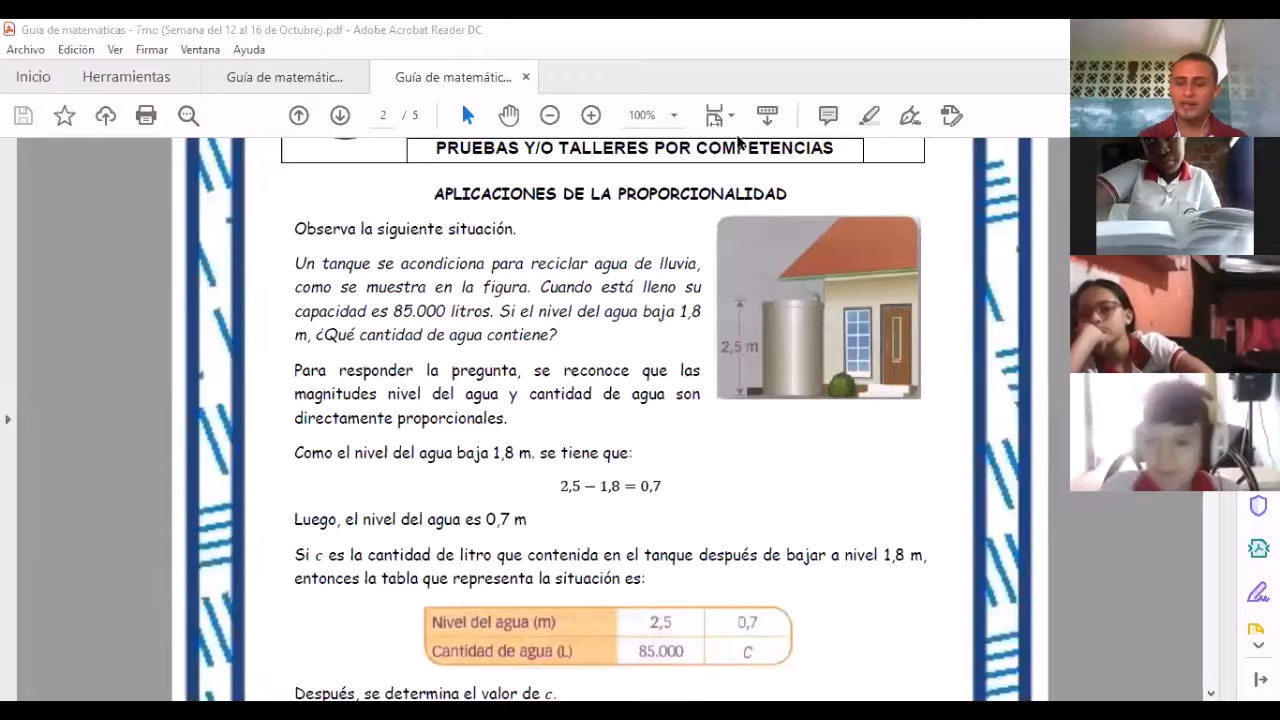 Guía de matemáticas - 7mo (Semana del 12 al 16 de Octubre).pdf - Adobe Acrobat Reader DC
Archivo Edición Ver Firmar Ventana Ayuda
Inicio Herramientas Guía de matemátic... Guía de matemátic... ×
2 / 5 100%
PRUEBAS Y/O TALLERES POR COMPETENCIAS
APLICACIONES DE LA PROPORCIONALIDAD
Observa la siguiente situación.
Un tanque se acondiciona para reciclar agua de lluvia,
como se muestra en la figura. Cuando está lleno su
capacidad es 85.000 litros. Si el nivel del agua baja 1,8
m, ¿Qué cantidad de agua contiene?
2,5 m
Para responder la pregunta, se reconoce que las
magnitudes nivel del agua y cantidad de agua son
directamente proporcionales.
Como el nivel del agua baja 1,8 m. se tiene que:
2,5 − 1,8 = 0,7
Luego, el nivel del agua es 0,7 m
Si c es la cantidad de litro que contenida en el tanque después de bajar a nivel 1,8 m,
entonces la tabla que representa la situación es:
Nivel del agua (m) 2,5 0,7
Cantidad de agua (L) 85.000 C
Después, se determina el valor de c.